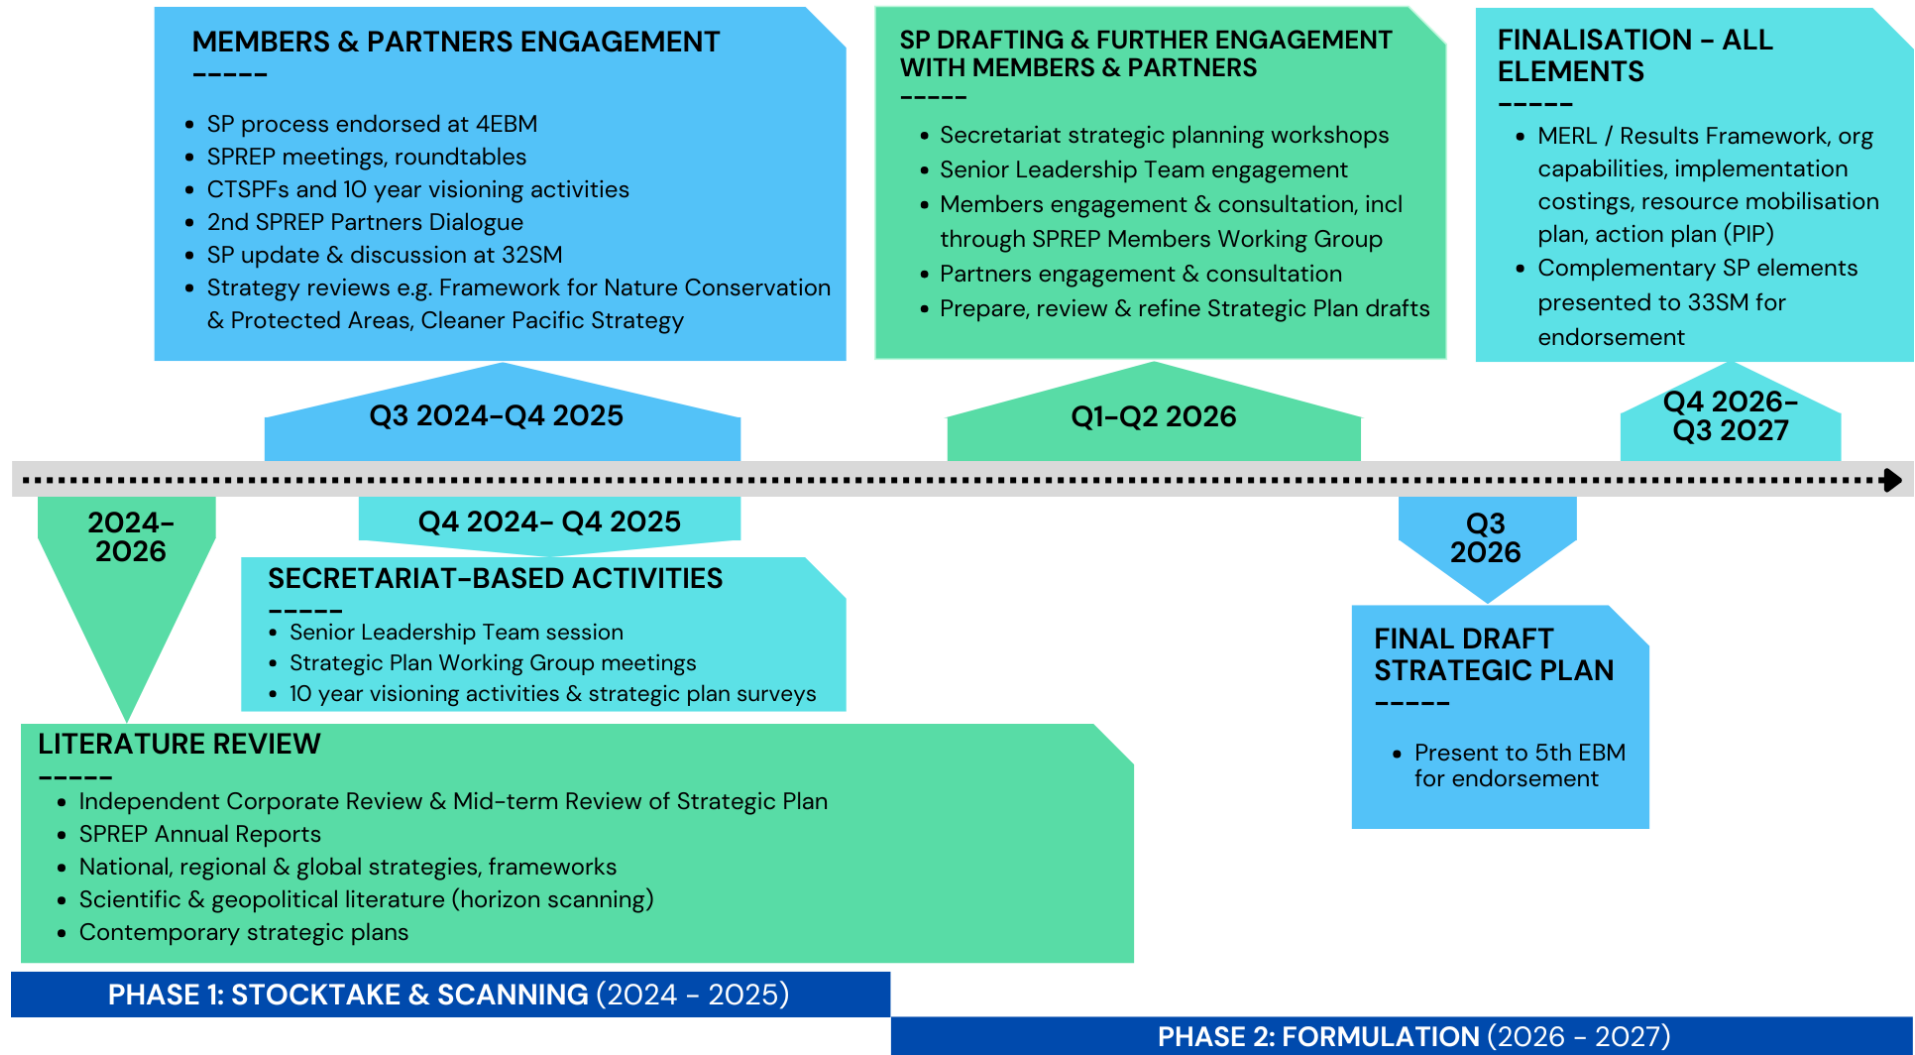 MEMBERS & PARTNERS ENGAGEMENT
-----
• SP process endorsed at 4EBM
• SPREP meetings, roundtables
• CTSPFs and 10 year visioning activities
• 2nd SPREP Partners Dialogue
• SP update & discussion at 32SM
• Strategy reviews e.g. Framework for Nature Conservation
& Protected Areas, Cleaner Pacific Strategy
SP DRAFTING & FURTHER ENGAGEMENT
WITH MEMBERS & PARTNERS
-----
• Secretariat strategic planning workshops
• Senior Leadership Team engagement
• Members engagement & consultation, incl
through SPREP Members Working Group
• Partners engagement & consultation
• Prepare, review & refine Strategic Plan drafts
FINALISATION - ALL
ELEMENTS
-----
• MERL / Results Framework, org
capabilities, implementation
costings, resource mobilisation
plan, action plan (PIP)
• Complementary SP elements
presented to 33SM for
endorsement
Q3 2024-Q4 2025
Q1-Q2 2026
Q4 2026-
Q3 2027
2024-
2026
Q4 2024- Q4 2025
Q3
2026
SECRETARIAT-BASED ACTIVITIES
-----
• Senior Leadership Team session
• Strategic Plan Working Group meetings
• 10 year visioning activities & strategic plan surveys
FINAL DRAFT
STRATEGIC PLAN
-----
• Present to 5th EBM
for endorsement
LITERATURE REVIEW
-----
• Independent Corporate Review & Mid-term Review of Strategic Plan
• SPREP Annual Reports
• National, regional & global strategies, frameworks
• Scientific & geopolitical literature (horizon scanning)
• Contemporary strategic plans
PHASE 1: STOCKTAKE & SCANNING (2024 - 2025)
PHASE 2: FORMULATION (2026 - 2027)